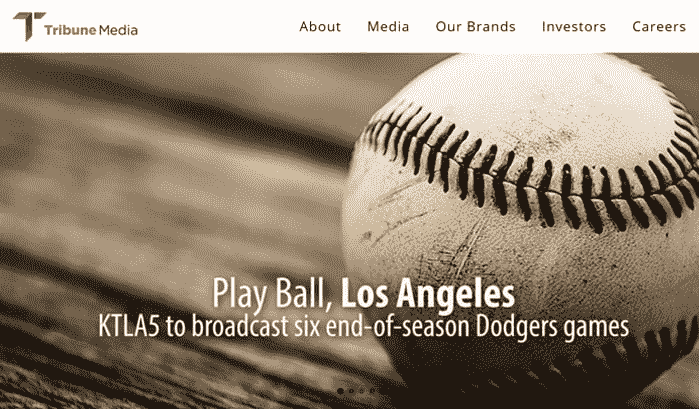 Tribune Media
About
Media
Our Brands
Investors
Careers
Play Ball, Los Angeles
KTLA5 to broadcast six end-of-season Dodgers games